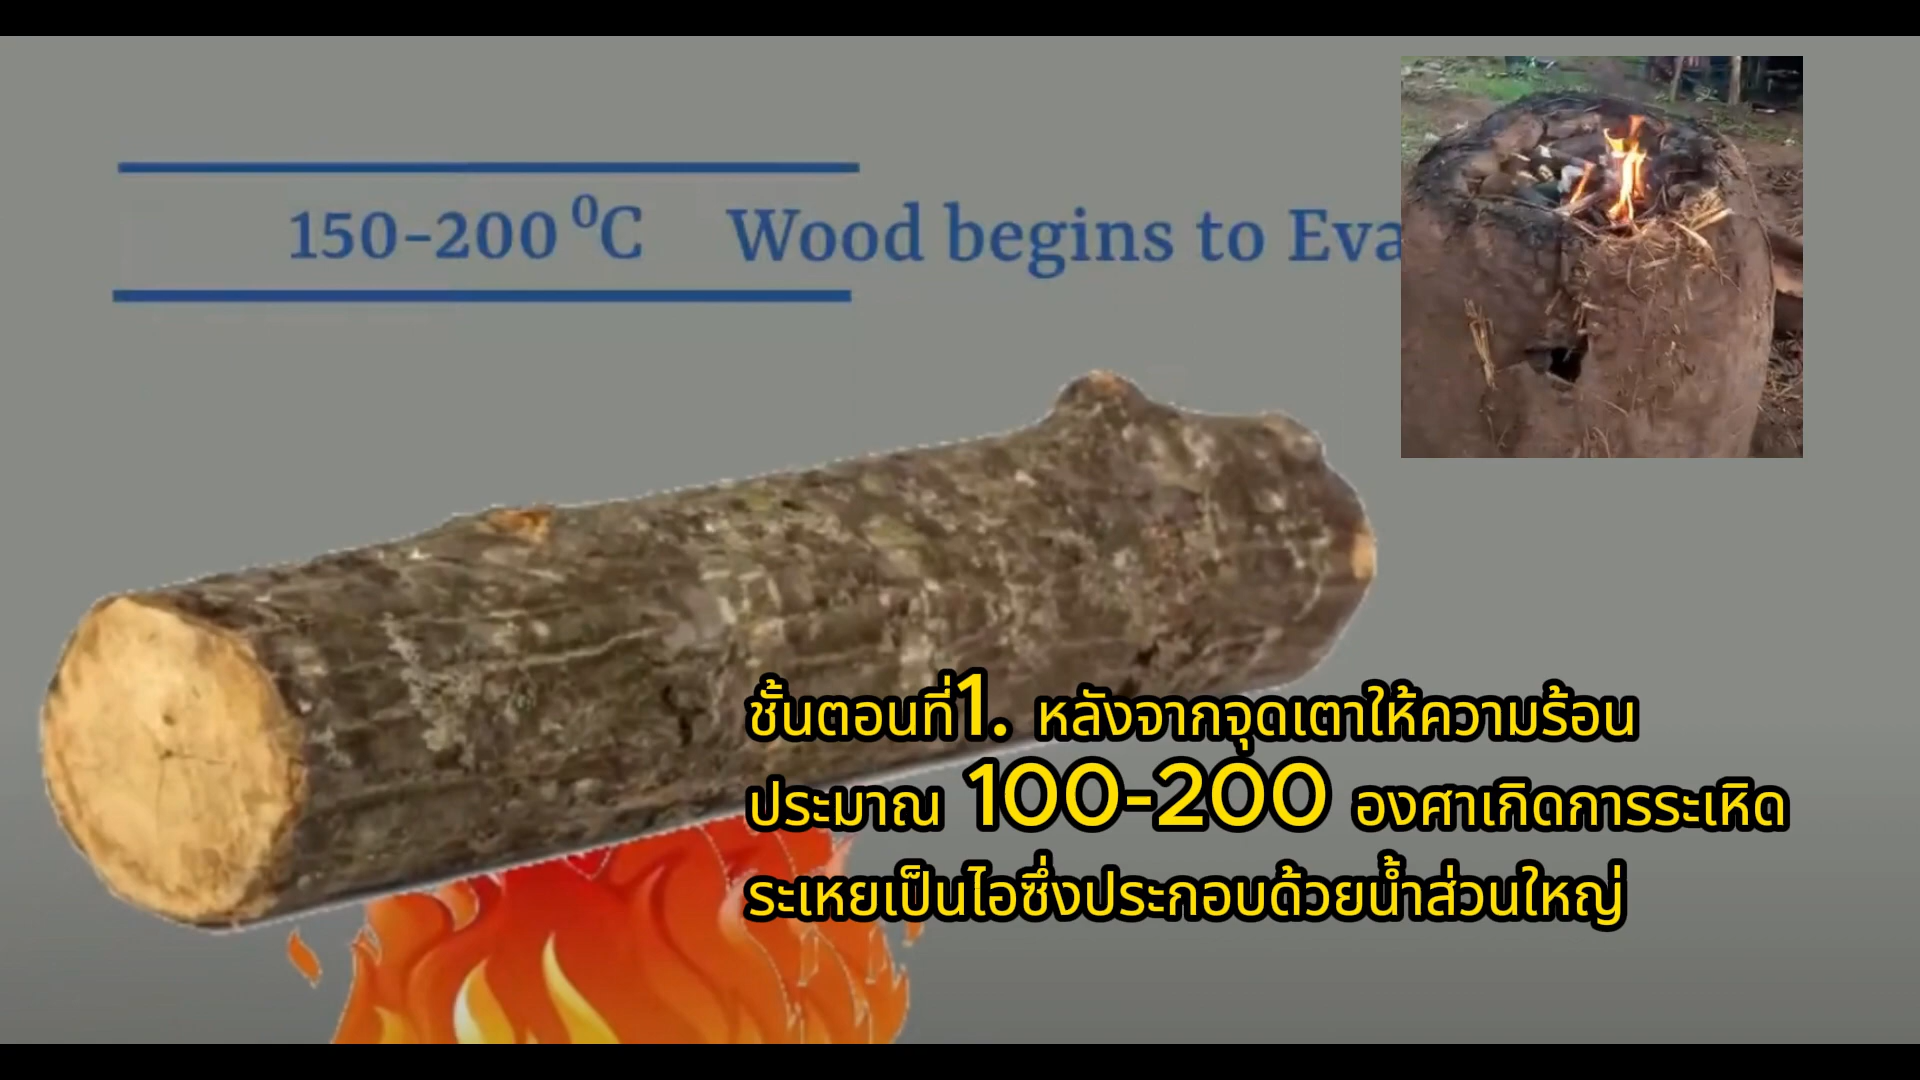 150-200 ⁰C Wood begins to Eva
ชั้นตอนที่1. หลังจากจุดเตาให้ความร้อน
ประมาณ 100-200 องศาเกิดการระเหิด
ระเหยเป็นไอซึ่งประกอบด้วยน้ำส่วนใหญ่